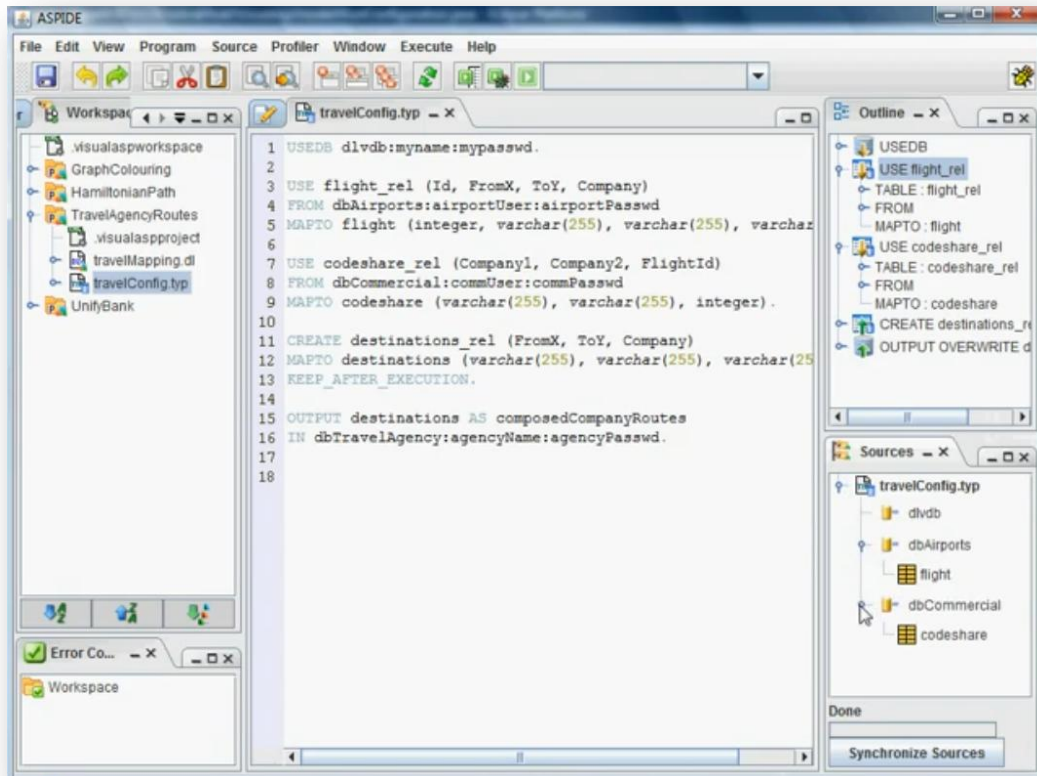 ASPIDE
File Edit View Program Source Profiler Window Execute Help
Workspac
.visualaspworkspace
GraphColouring
HamiltonianPath
TravelAgencyRoutes
.visualaspproject
travelMapping.dl
travelConfig.typ
UnifyBank
Error Co...
Workspace
travelConfig.typ
1 USEDB dlvdb:myname:mypasswd.
2
3 USE flight_rel (Id, FromX, ToY, Company)
4 FROM dbAirports:airportUser:airportPasswd
5 MAPTO flight (integer, varchar(255), varchar(255), varchar
6
7 USE codeshare_rel (Company1, Company2, FlightId)
8 FROM dbCommercial:commUser:commPasswd
9 MAPTO codeshare (varchar(255), varchar(255), integer).
10
11 CREATE destinations_rel (FromX, ToY, Company)
12 MAPTO destinations (varchar(255), varchar(255), varchar(25
13 KEEP_AFTER_EXECUTION.
14
15 OUTPUT destinations AS composedCompanyRoutes
16 IN dbTravelAgency:agencyName:agencyPasswd.
17
18
Outline
USEDB
USE flight_rel
TABLE : flight_rel
FROM
MAPTO : flight
USE codeshare_rel
TABLE : codeshare_rel
FROM
MAPTO : codeshare
CREATE destinations_re
OUTPUT OVERWRITE d
Sources
travelConfig.typ
dlvdb
dbAirports
flight
dbCommercial
codeshare
Done
Synchronize Sources